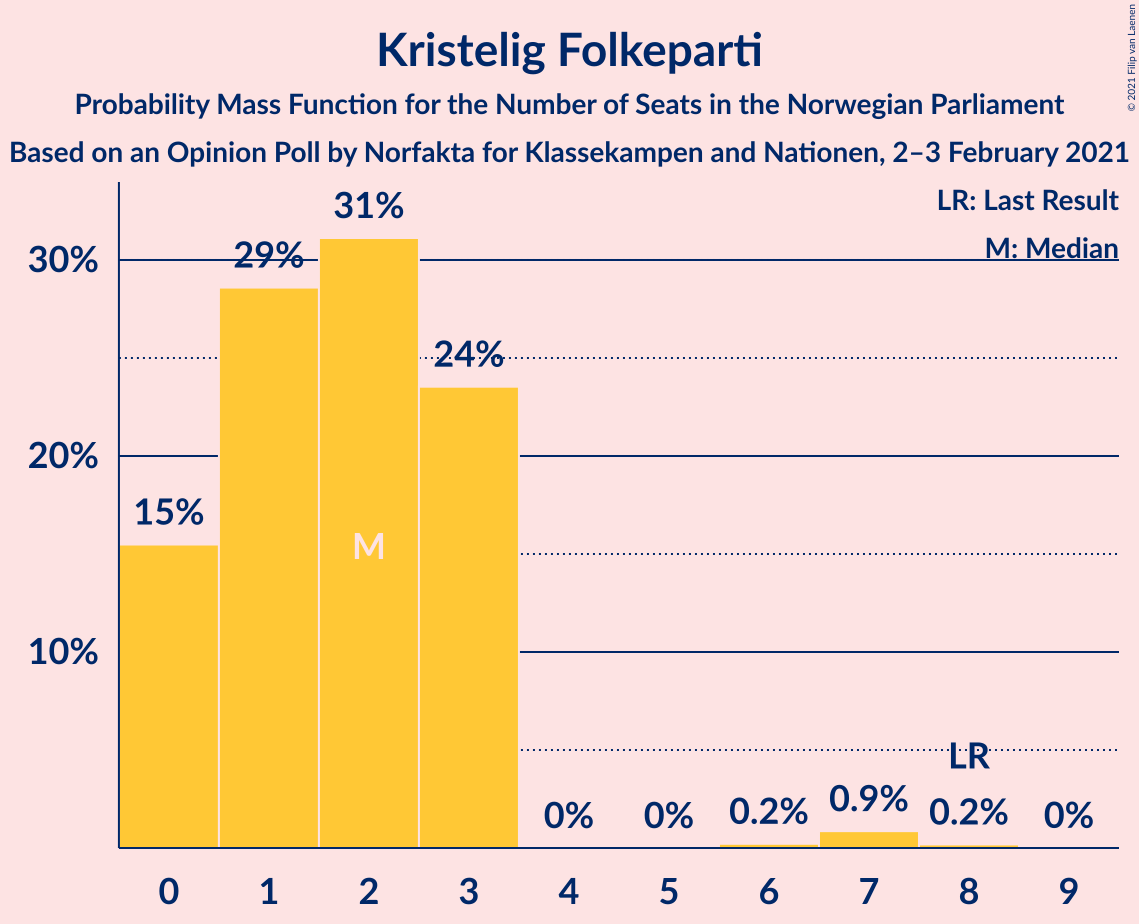 Kristelig Folkeparti
Probability Mass Function for the Number of Seats in the Norwegian Parliament
Based on an Opinion Poll by Norfakta for Klassekampen and Nationen, 2–3 February 2021
© 2021 Filip van Laenen
LR: Last Result
M: Median
30%
20%
10%
15%
29%
31%
24%
0%
0%
0.2%
0.9%
0.2%
0%
M
LR
0 1 2 3 4 5 6 7 8 9